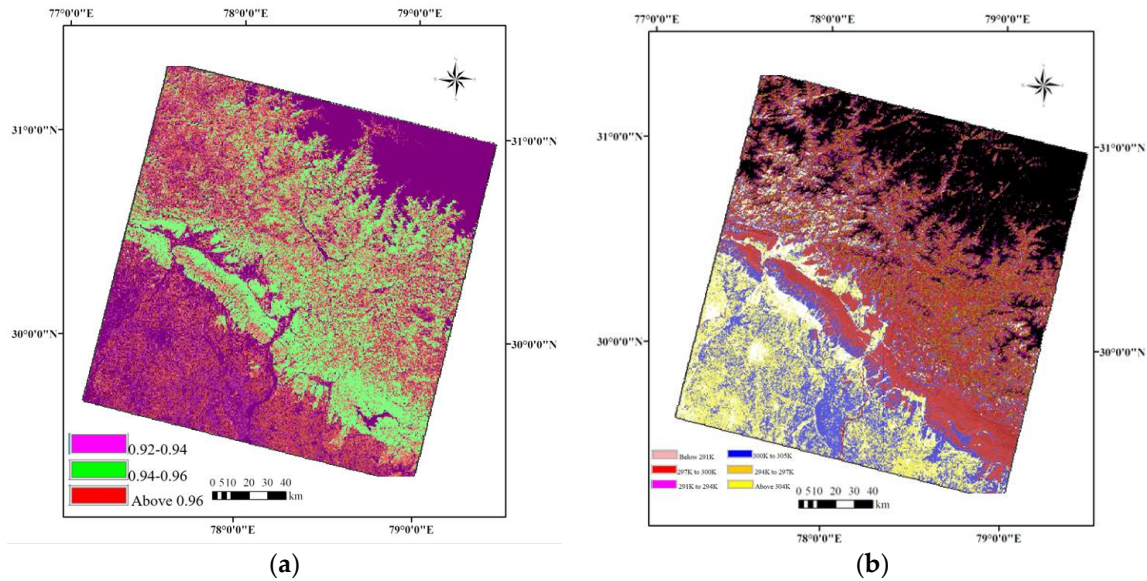 77°0'0"E 78°0'0"E 79°0'0"E
31°0'0"N 31°0'0"N
30°0'0"N 30°0'0"N
0.92-0.94
0.94-0.96
Above 0.96
0 5 10 20 30 40
km
78°0'0"E 79°0'0"E
(a)
77°0'0"E 78°0'0"E 79°0'0"E
31°0'0"N 31°0'0"N
30°0'0"N 30°0'0"N
Below 291K 300K to 305K
297K to 300K 294K to 297K
291K to 294K Above 304K
0 5 10 20 30 40
km
78°0'0"E 79°0'0"E
(b)